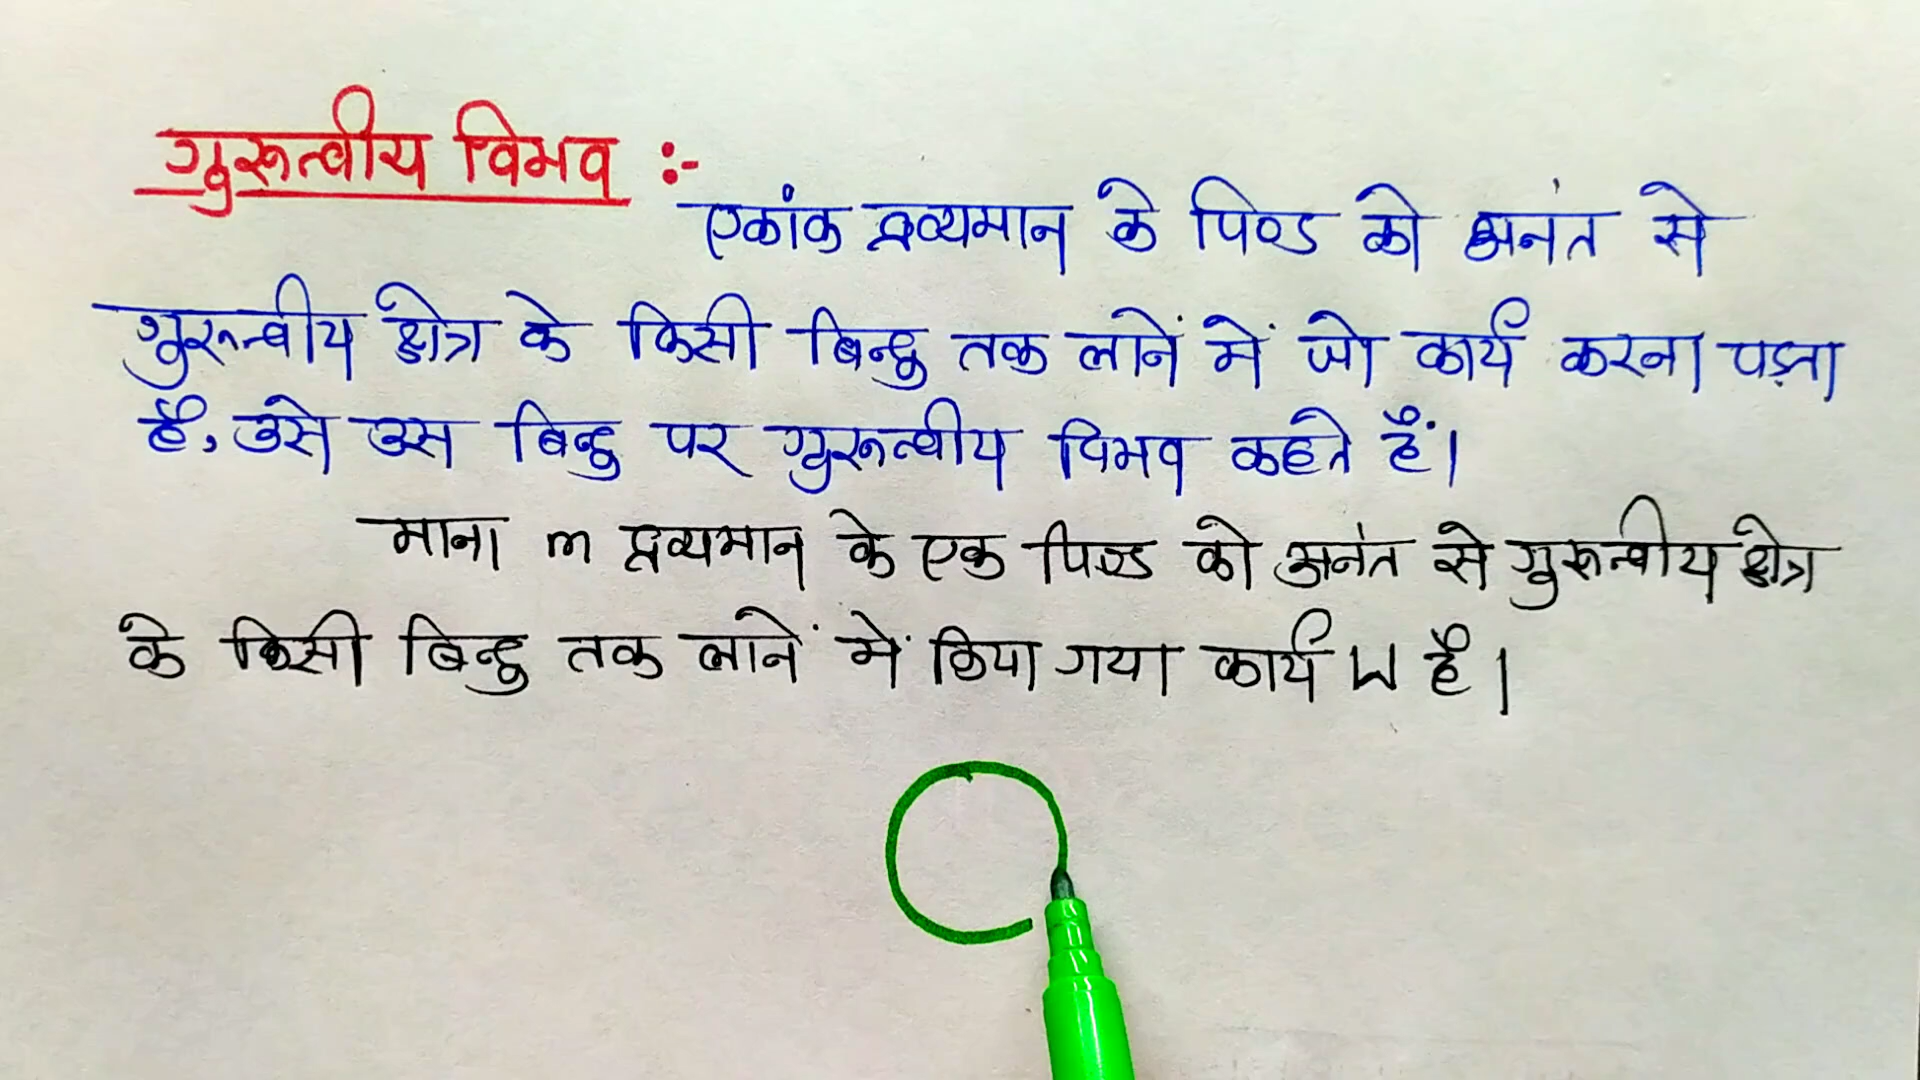 गुरूत्वीय विभव :-
एकांक द्रव्यमान के पिण्ड को अनंत से
गुरूत्वीय क्षेत्र के किसी बिन्दु तक लानें में जो कार्य करना पड़ता
है, उसे उस बिन्दु पर गुरूत्वीय विभव कहते हैं।
माना m द्रव्यमान के एक पिण्ड को अनंत से गुरूत्वीय क्षेत्र
के किसी बिन्दु तक लानें में किया गया कार्य W है।